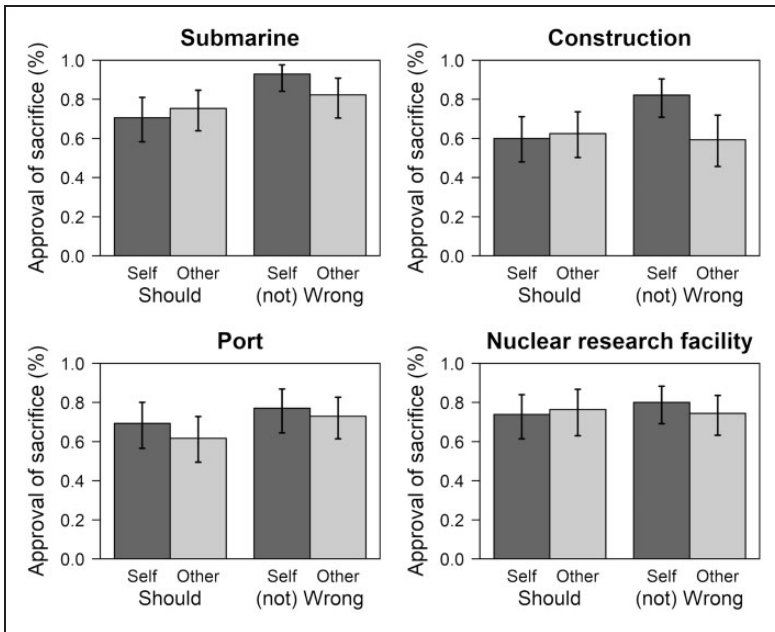 Submarine
Approval of sacrifice (%)
1.0
0.8
0.6
0.4
0.2
0.0
Self Other Self Other
Should (not) Wrong
Construction
Approval of sacrifice (%)
1.0
0.8
0.6
0.4
0.2
0.0
Self Other Self Other
Should (not) Wrong
Port
Approval of sacrifice (%)
1.0
0.8
0.6
0.4
0.2
0.0
Self Other Self Other
Should (not) Wrong
Nuclear research facility
Approval of sacrifice (%)
1.0
0.8
0.6
0.4
0.2
0.0
Self Other Self Other
Should (not) Wrong